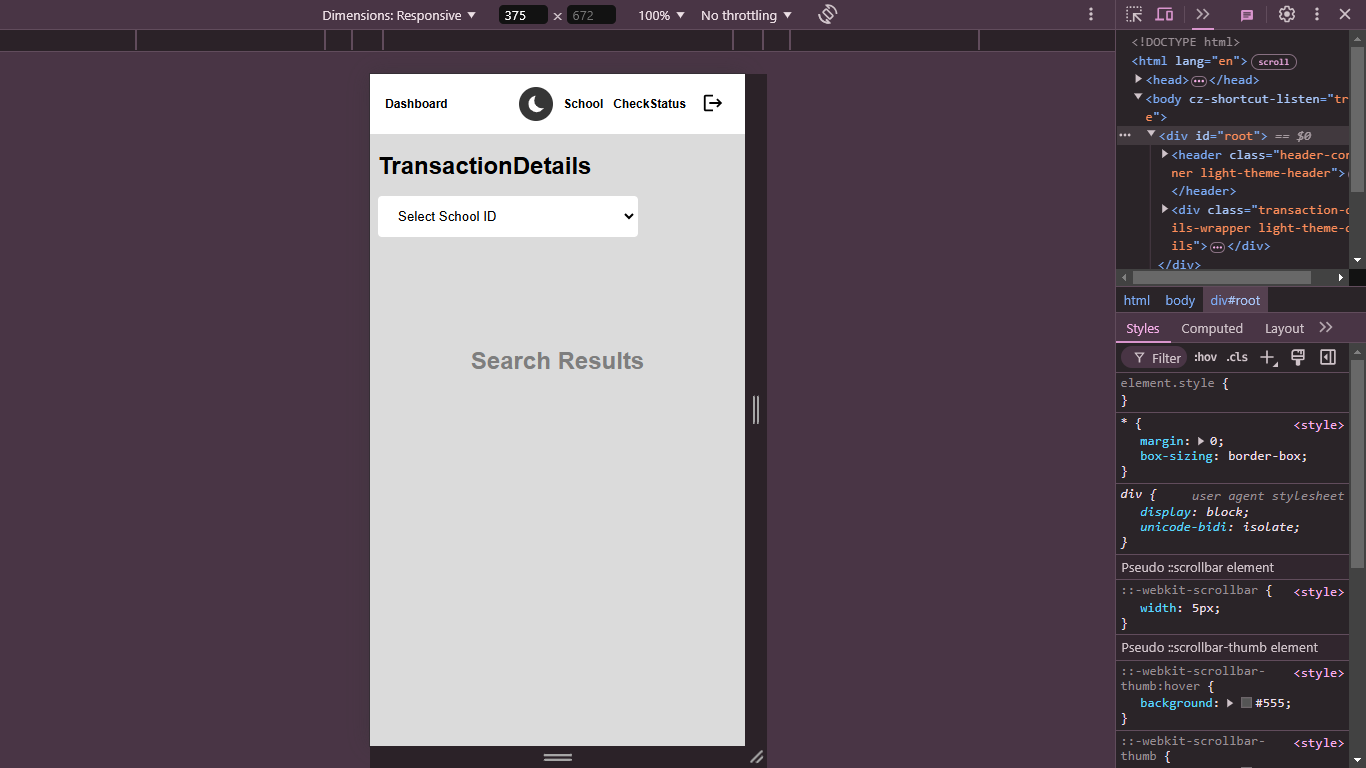 Dimensions: Responsive 375 x 672 100% No throttling
Dashboard School CheckStatus
TransactionDetails
Select School ID
Search Results
<!DOCTYPE html>
<html lang="en"> scroll
<head> </head>
<body cz-shortcut-listen="tr
e">
<div id="root"> == $0
<header class="header-co
ner light-theme-header">
</header>
<div class="transaction-
ils-wrapper light-theme-
ils"> </div>
</div>
html body div#root
Styles Computed Layout
Filter :hov .cls
element.style {
}
* { <style>
margin: 0;
box-sizing: border-box;
}
div { user agent stylesheet
display: block;
unicode-bidi: isolate;
}
Pseudo ::scrollbar element
::-webkit-scrollbar { <style>
width: 5px;
}
Pseudo ::scrollbar-thumb element
::-webkit-scrollbar- <style>
thumb:hover {
background: #555;
}
::-webkit-scrollbar- <style>
thumb {